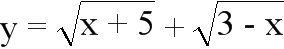 y = √(x + 5) + √(3 - x)